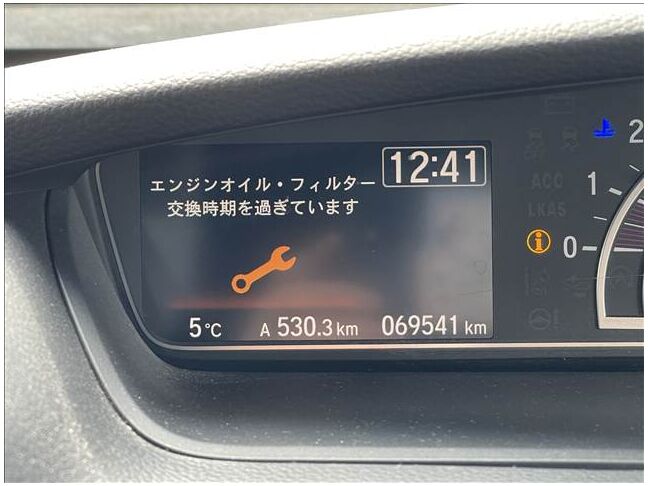 12:41
エンジンオイル・フィルター
交換時期を過ぎています
5℃ A 530.3 km 069541 km
2
1
0
ACC
LKAS